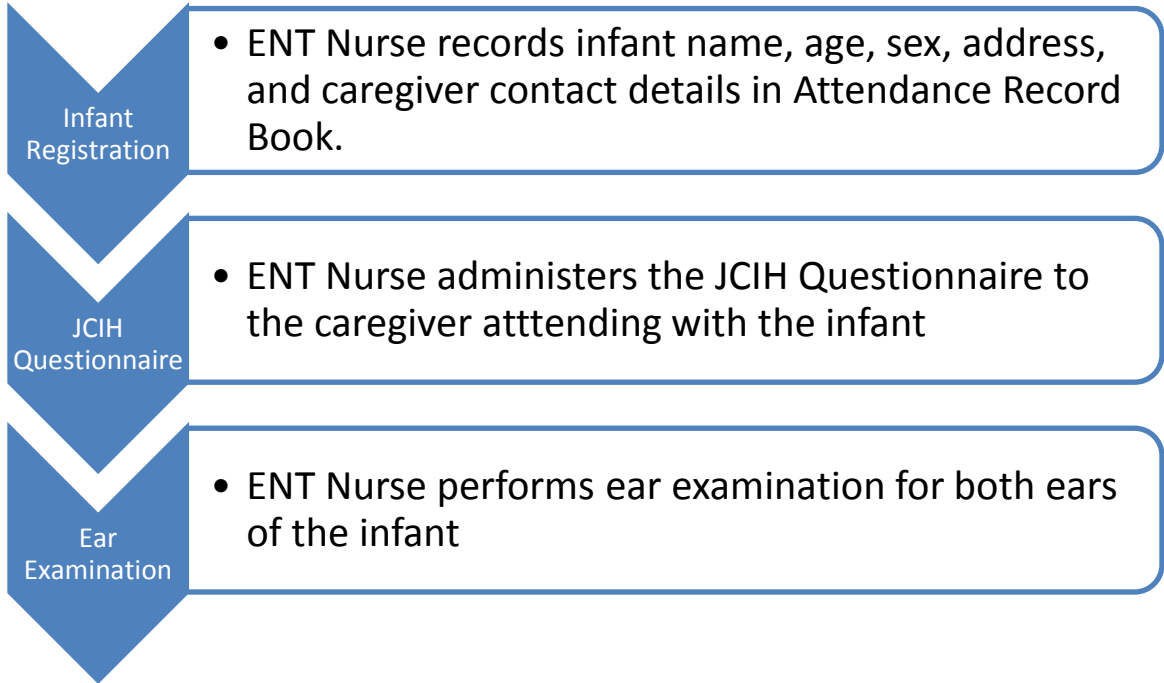 Infant
Registration
• ENT Nurse records infant name, age, sex, address,
and caregiver contact details in Attendance Record
Book.
JCIH
Questionnaire
• ENT Nurse administers the JCIH Questionnaire to
the caregiver atttending with the infant
Ear
Examination
• ENT Nurse performs ear examination for both ears
of the infant